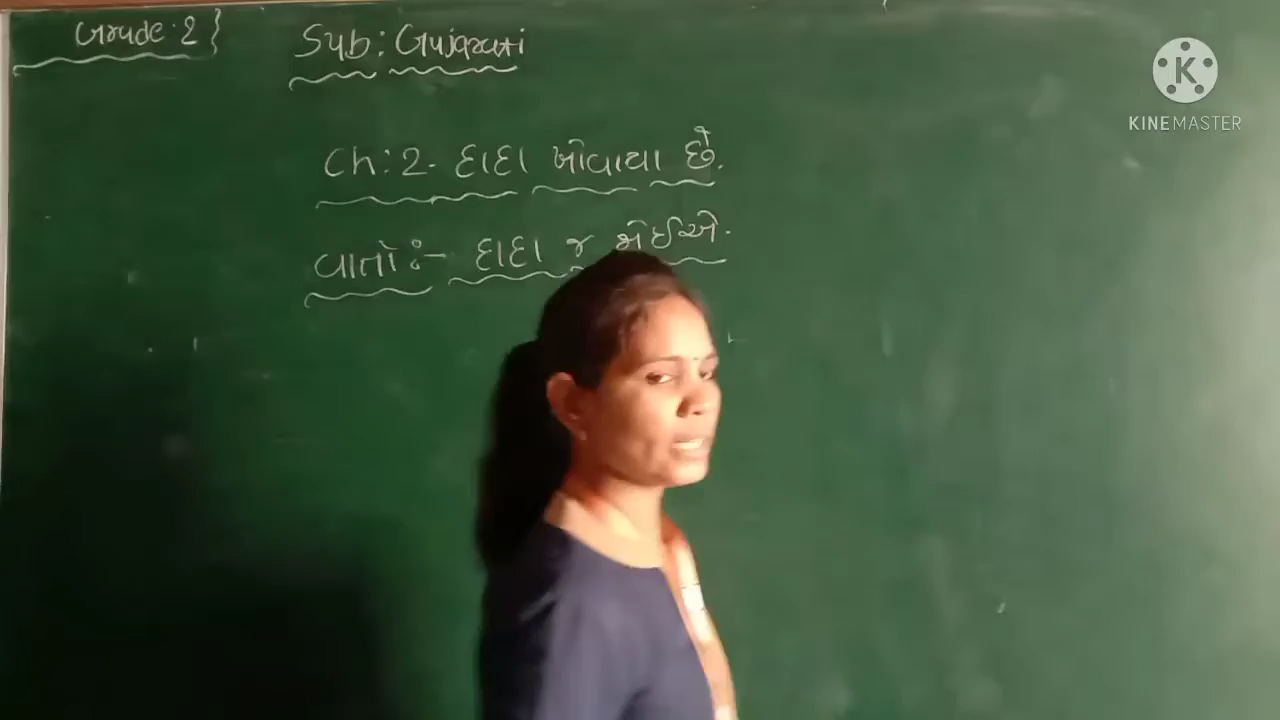 Grade-2}
Sub: Gujarati
Ch: 2- દાદા ખોવાયા છે.
વાર્તા :- દાદા જ જોઈએ.
KINEMASTER